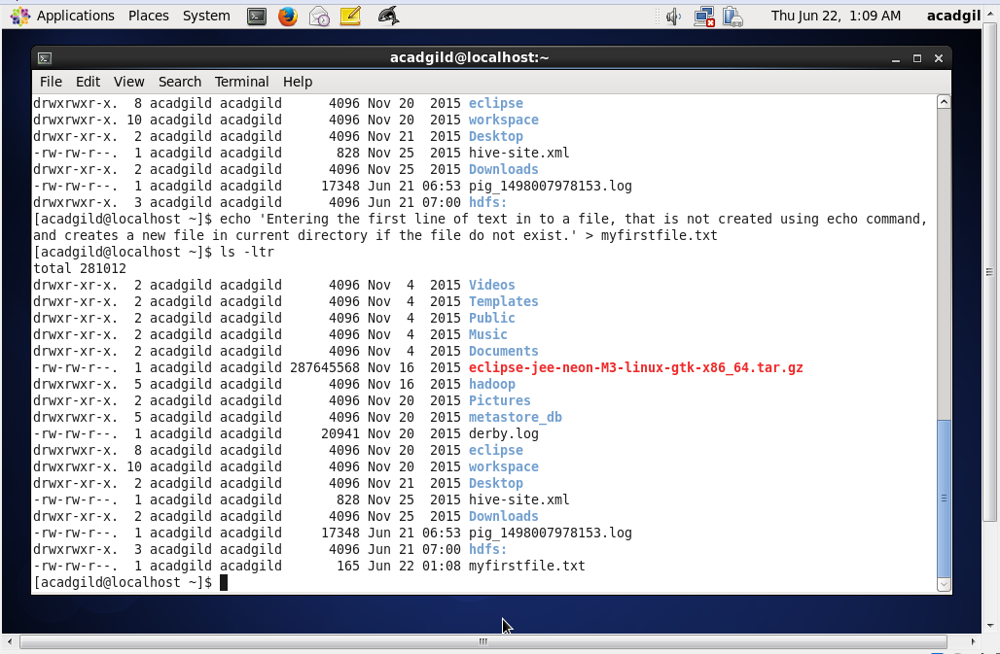 Applications Places System Thu Jun 22, 1:09 AM acadgil
acadgild@localhost:~
File Edit View Search Terminal Help
drwxrwxr-x.  8 acadgild acadgild      4096 Nov 20  2015 eclipse
drwxrwxr-x. 10 acadgild acadgild      4096 Nov 20  2015 workspace
drwxr-xr-x.  2 acadgild acadgild      4096 Nov 21  2015 Desktop
-rw-rw-r--.  1 acadgild acadgild       828 Nov 25  2015 hive-site.xml
drwxr-xr-x.  2 acadgild acadgild      4096 Nov 25  2015 Downloads
-rw-rw-r--.  1 acadgild acadgild     17348 Jun 21 06:53 pig_1498007978153.log
drwxrwxr-x.  3 acadgild acadgild      4096 Jun 21 07:00 hdfs:
[acadgild@localhost ~]$ echo 'Entering the first line of text in to a file, that is not created using echo command,
and creates a new file in current directory if the file do not exist.' > myfirstfile.txt
[acadgild@localhost ~]$ ls -ltr
total 281012
drwxr-xr-x.  2 acadgild acadgild      4096 Nov  4  2015 Videos
drwxr-xr-x.  2 acadgild acadgild      4096 Nov  4  2015 Templates
drwxr-xr-x.  2 acadgild acadgild      4096 Nov  4  2015 Public
drwxr-xr-x.  2 acadgild acadgild      4096 Nov  4  2015 Music
drwxr-xr-x.  2 acadgild acadgild      4096 Nov  4  2015 Documents
-rw-rw-r--.  1 acadgild acadgild 287645568 Nov 16  2015 eclipse-jee-neon-M3-linux-gtk-x86_64.tar.gz
drwxrwxr-x.  5 acadgild acadgild      4096 Nov 16  2015 hadoop
drwxr-xr-x.  2 acadgild acadgild      4096 Nov 20  2015 Pictures
drwxrwxr-x.  5 acadgild acadgild      4096 Nov 20  2015 metastore_db
-rw-rw-r--.  1 acadgild acadgild     20941 Nov 20  2015 derby.log
drwxrwxr-x.  8 acadgild acadgild      4096 Nov 20  2015 eclipse
drwxrwxr-x. 10 acadgild acadgild      4096 Nov 20  2015 workspace
drwxr-xr-x.  2 acadgild acadgild      4096 Nov 21  2015 Desktop
-rw-rw-r--.  1 acadgild acadgild       828 Nov 25  2015 hive-site.xml
drwxr-xr-x.  2 acadgild acadgild      4096 Nov 25  2015 Downloads
-rw-rw-r--.  1 acadgild acadgild     17348 Jun 21 06:53 pig_1498007978153.log
drwxrwxr-x.  3 acadgild acadgild      4096 Jun 21 07:00 hdfs:
-rw-rw-r--.  1 acadgild acadgild       165 Jun 22 01:08 myfirstfile.txt
[acadgild@localhost ~]$